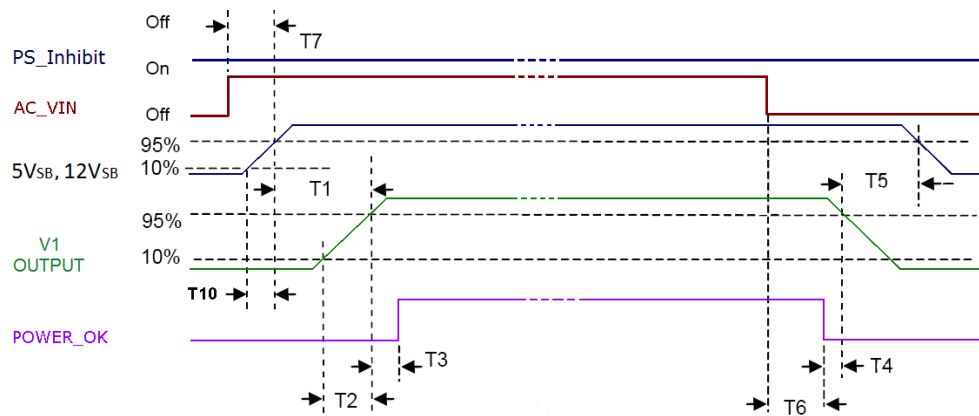 Off
T7
PS_Inhibit
On
AC_VIN
Off
95%
10%
5VSB, 12VSB
T1
T5
95%
V1
OUTPUT
10%
T10
POWER_OK
T3
T4
T2
T6